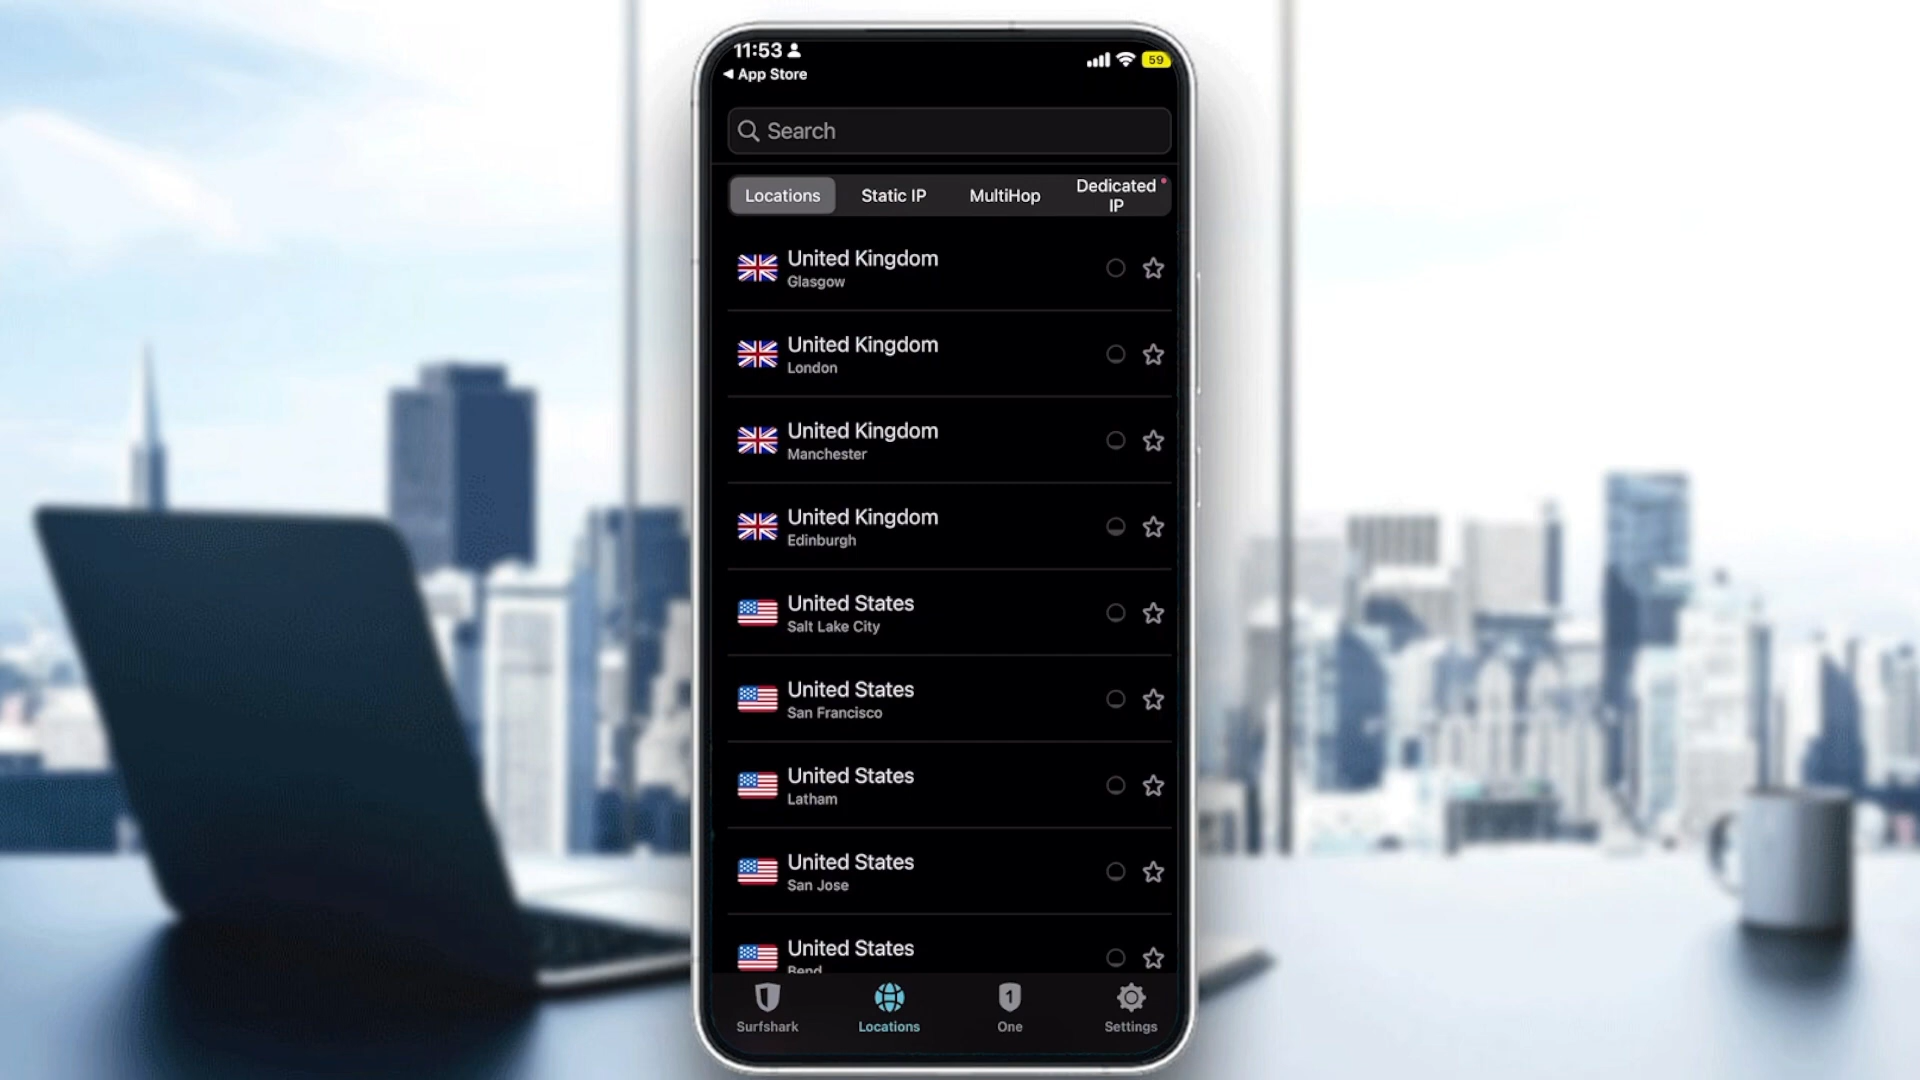 11:53
59
◀ App Store
Search
Locations
Static IP
MultiHop
Dedicated
IP
United Kingdom
Glasgow
United Kingdom
London
United Kingdom
Manchester
United Kingdom
Edinburgh
United States
Salt Lake City
United States
San Francisco
United States
Latham
United States
San Jose
United States
Bend
Surfshark
Locations
1
One
Settings